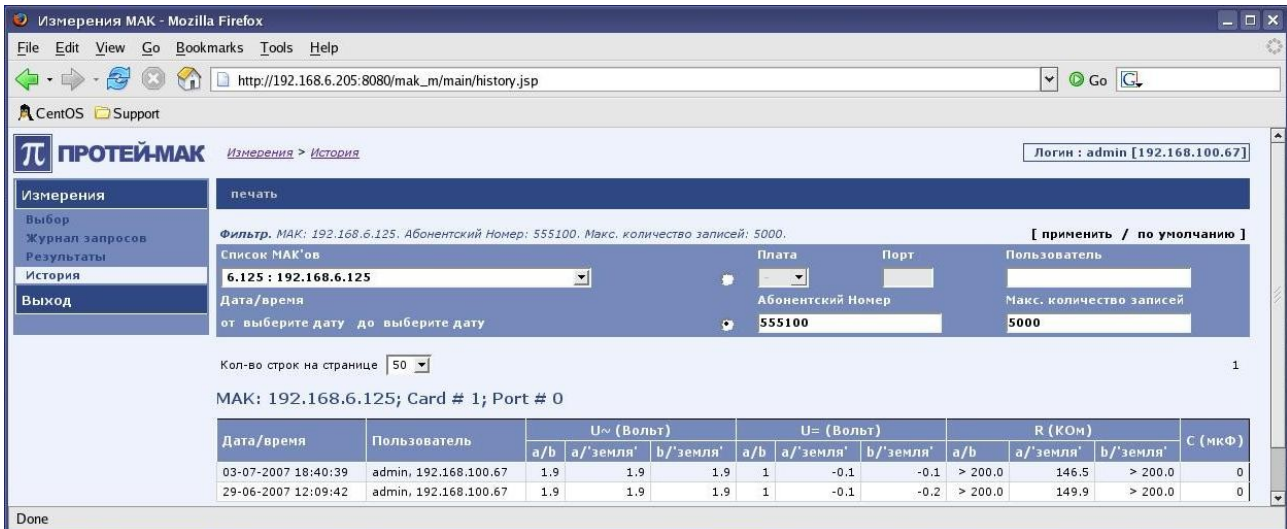 Измерения МАК - Mozilla Firefox
File Edit View Go Bookmarks Tools Help
http://192.168.6.205:8080/mak_m/main/history.jsp Go G
CentOS Support
π ПРОТЕЙ-МАК Измерения > История Логин : admin [192.168.100.67]
Измерения
Выбор
Журнал запросов
Результаты
История
Выход
печать
Фильтр. МАК: 192.168.6.125. Абонентский Номер: 555100. Макс. количество записей: 5000. [ применить / по умолчанию ]
Список МАК'ов Плата Порт Пользователь
6.125 : 192.168.6.125 -
Дата/время Абонентский Номер Макс. количество записей
от выберите дату до выберите дату 555100 5000
Кол-во строк на странице 50 1
МАК: 192.168.6.125; Card # 1; Port # 0
Дата/время Пользователь U~ (Вольт) U= (Вольт) R (КОм) C (мкФ)
a/b a/'земля' b/'земля' a/b a/'земля' b/'земля' a/b a/'земля' b/'земля'
03-07-2007 18:40:39 admin, 192.168.100.67 1.9 1.9 1.9 1 -0.1 -0.1 > 200.0 146.5 > 200.0 0
29-06-2007 12:09:42 admin, 192.168.100.67 1.9 1.9 1.9 1 -0.1 -0.2 > 200.0 149.9 > 200.0 0
Done